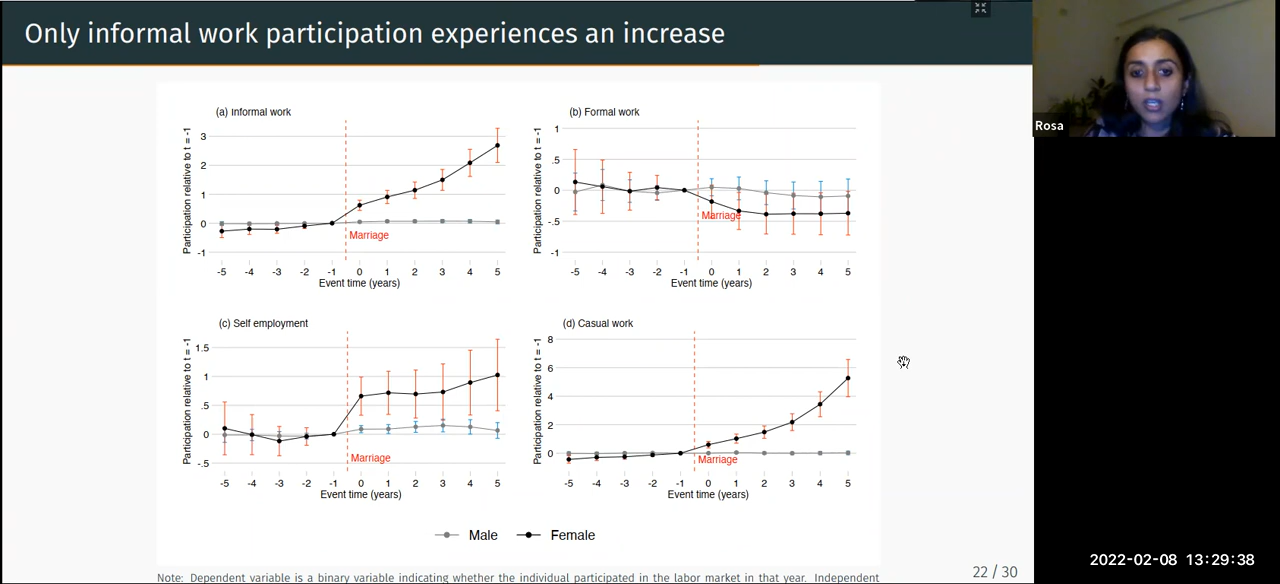 Only informal work participation experiences an increase
Rosa
(a) Informal work
Participation relative to t = -1
3
2
1
0
-1
Marriage
-5 -4 -3 -2 -1 0 1 2 3 4 5
Event time (years)
(b) Formal work
Participation relative to t = -1
1
.5
0
-.5
-1
Marriage
-5 -4 -3 -2 -1 0 1 2 3 4 5
Event time (years)
(c) Self employment
Participation relative to t = -1
1.5
1
.5
0
-.5
Marriage
-5 -4 -3 -2 -1 0 1 2 3 4 5
Event time (years)
(d) Casual work
Participation relative to t = -1
8
6
4
2
0
Marriage
-5 -4 -3 -2 -1 0 1 2 3 4 5
Event time (years)
Male Female
Note: Dependent variable is a binary variable indicating whether the individual participated in the labor market in that year. Independent
22 / 30
2022-02-08 13:29:38